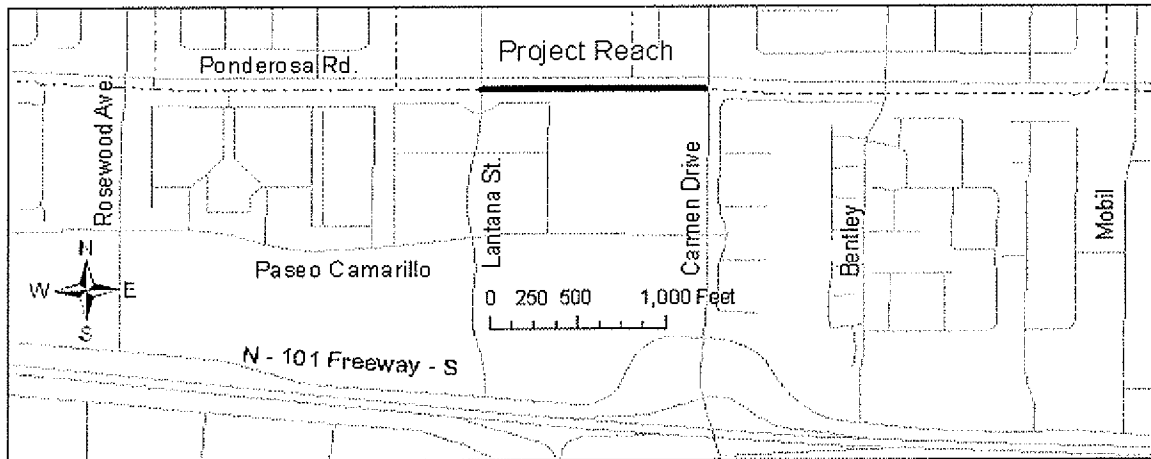 Project Reach
Ponderosa Rd.
Rosewood Ave
Lantana St.
Carmen Drive
Bentley
Mobil
Paseo Camarillo
N
W E
S
0 250 500 1,000 Feet
N - 101 Freeway - S